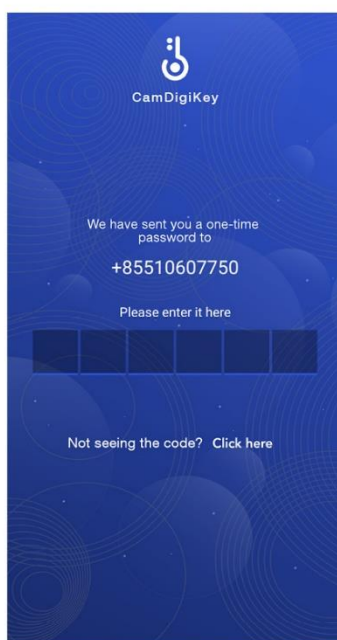 CamDigiKey
We have sent you a one-time
password to
+85510607750
Please enter it here
Not seeing the code? Click here